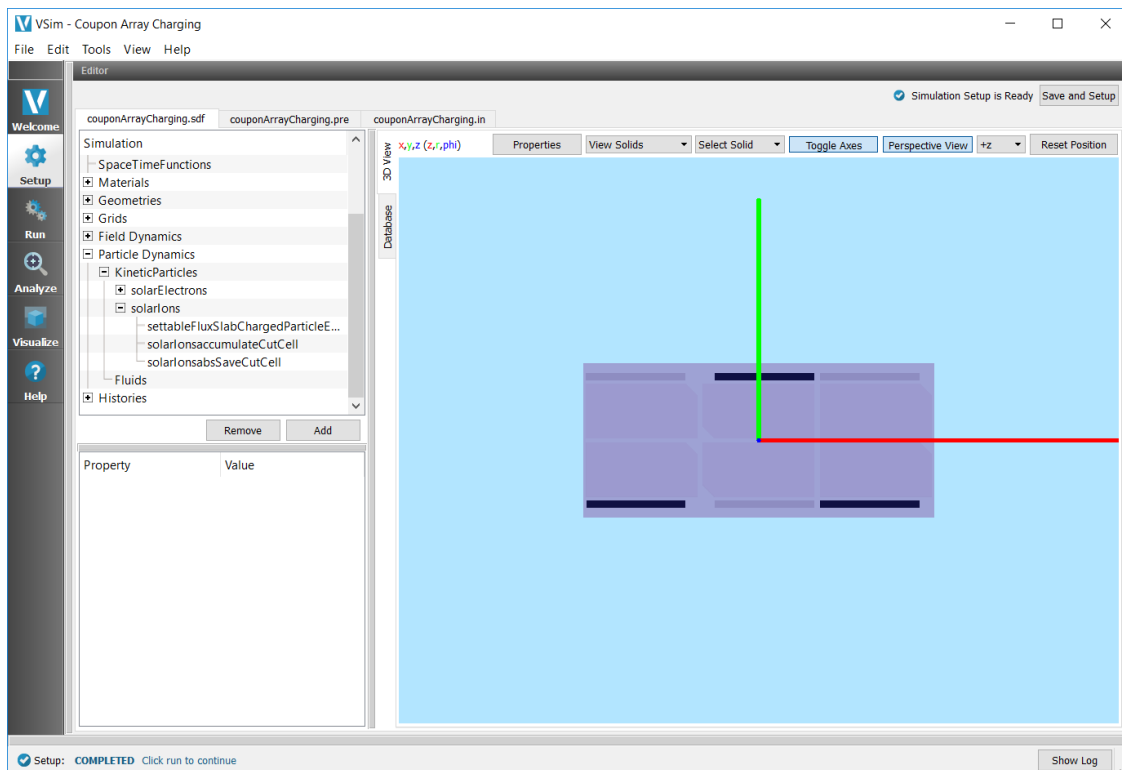 VSim - Coupon Array Charging
File Edit Tools View Help
Editor
Simulation Setup is Ready Save and Setup
Welcome
Setup
Run
Analyze
Visualize
Help
couponArrayCharging.sdf couponArrayCharging.pre couponArrayCharging.in
Simulation
SpaceTimeFunctions
Materials
Geometries
Grids
Field Dynamics
Particle Dynamics
KineticParticles
solarElectrons
solarIons
settableFluxSlabChargedParticleE...
solarIonsaccumulateCutCell
solarIonsabsSaveCutCell
Fluids
Histories
Remove Add
Property Value
3D View
Database
x,y,z (z,r,phi) Properties View Solids Select Solid Toggle Axes Perspective View +z Reset Position
Setup: COMPLETED Click run to continue Show Log